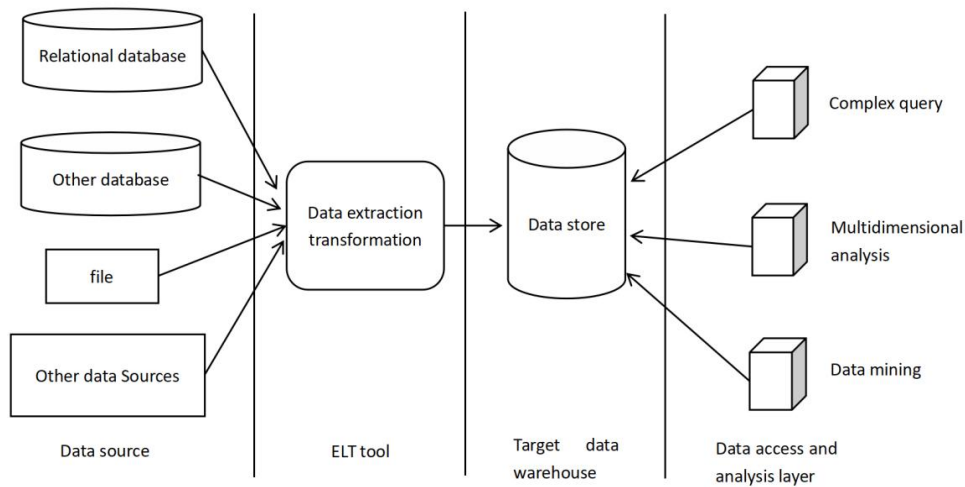 Relational database
Other database
file
Other data Sources
Data source
Data extraction
transformation
ELT tool
Data store
Target data
warehouse
Complex query
Multidimensional
analysis
Data mining
Data access and
analysis layer